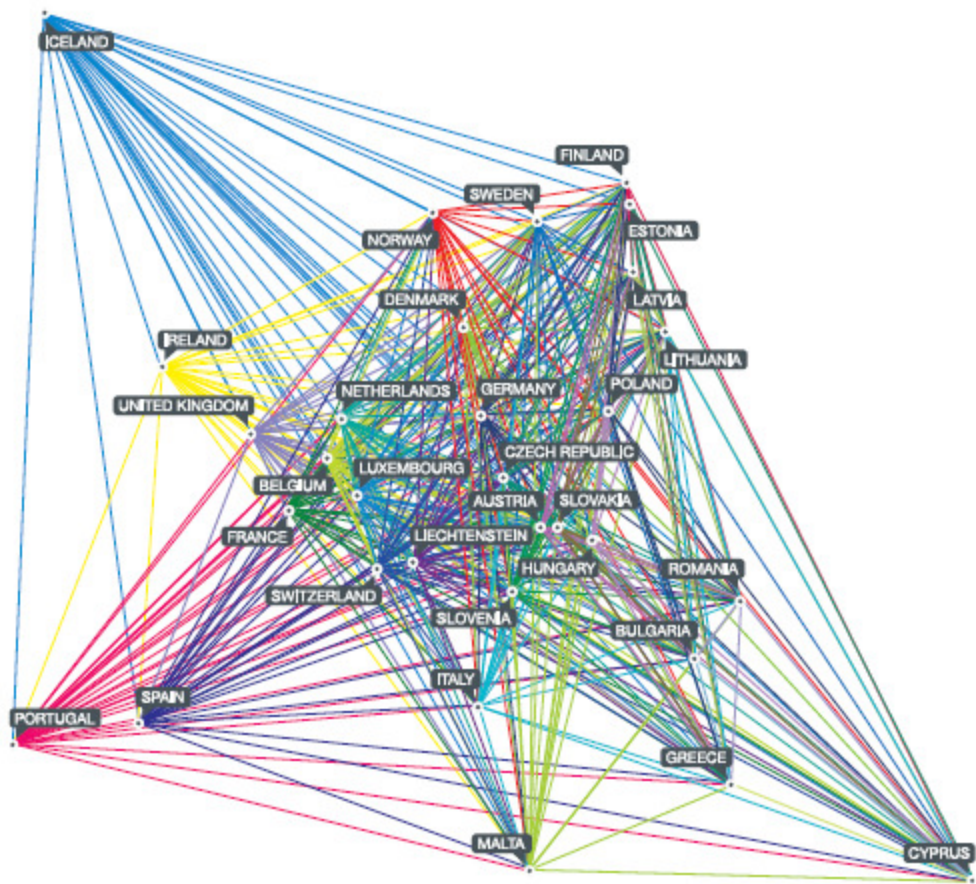 ICELAND
FINLAND
SWEDEN
ESTONIA
NORWAY
DENMARK
LATVIA
IRELAND
LITHUANIA
POLAND
GERMANY
NETHERLANDS
UNITED KINGDOM
CZECH REPUBLIC
LUXEMBOURG
BELGIUM
AUSTRIA
SLOVAKIA
FRANCE
LIECHTENSTEIN
HUNGARY
ROMANIA
SWITZERLAND
SLOVENIA
BULGARIA
ITALY
SPAIN
PORTUGAL
GREECE
MALTA
CYPRUS